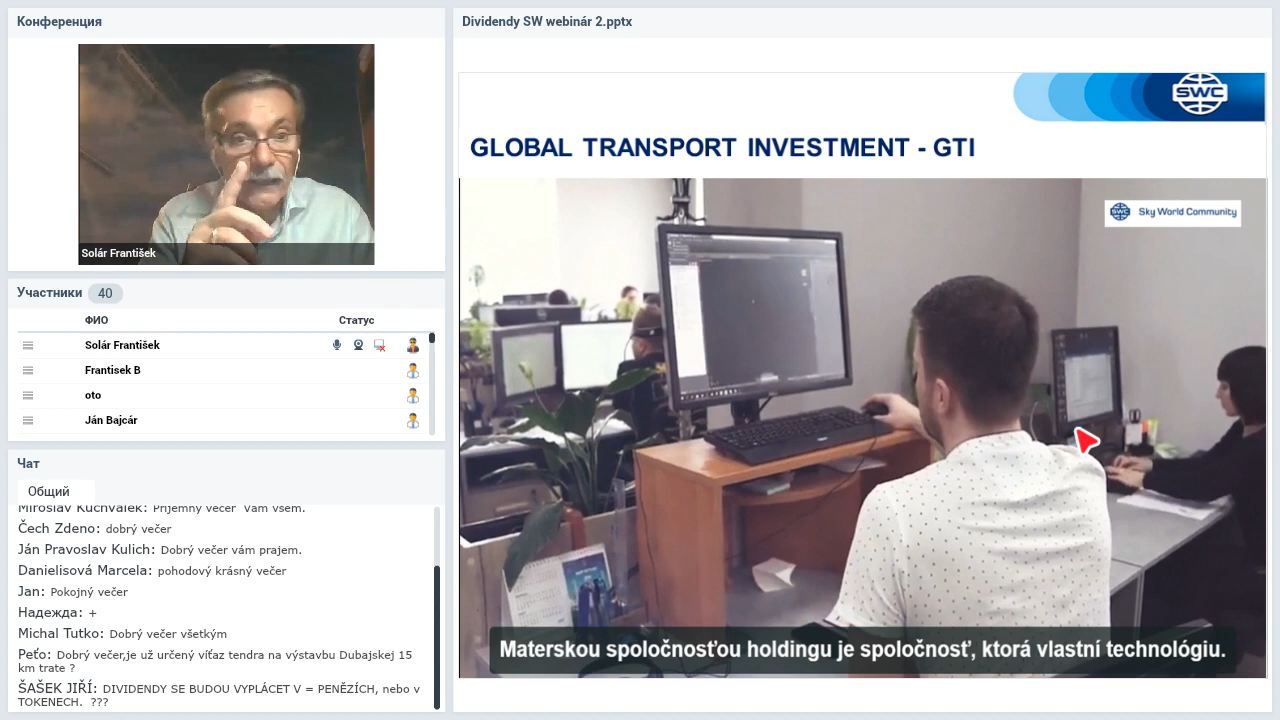 Конференция
Solár František
Участники 40
ФИО Статус
Solár František
Frantisek B
oto
Ján Bajcár
Чат
Общий
Miroslav Kuchvalek: Příjemný večer vám všem.
Čech Zdeno: dobrý večer
Ján Pravoslav Kulich: Dobrý večer vám prajem.
Danielisová Marcela: pohodový krásný večer
Jan: Pokojný večer
Надежда: +
Michal Tutko: Dobrý večer všetkým
Peťo: Dobrý večer,je už určený víťaz tendra na výstavbu Dubajskej 15
km trate ?
ŠAŠEK JIŘÍ: DIVIDENDY SE BUDOU VYPLÁCET V = PENĚZÍCH, nebo v
TOKENECH. ???
Dividendy SW webinár 2.pptx
SWC
GLOBAL TRANSPORT INVESTMENT - GTI
SWC Sky World Community
Materskou spoločnosťou holdingu je spoločnosť, ktorá vlastní technológiu.